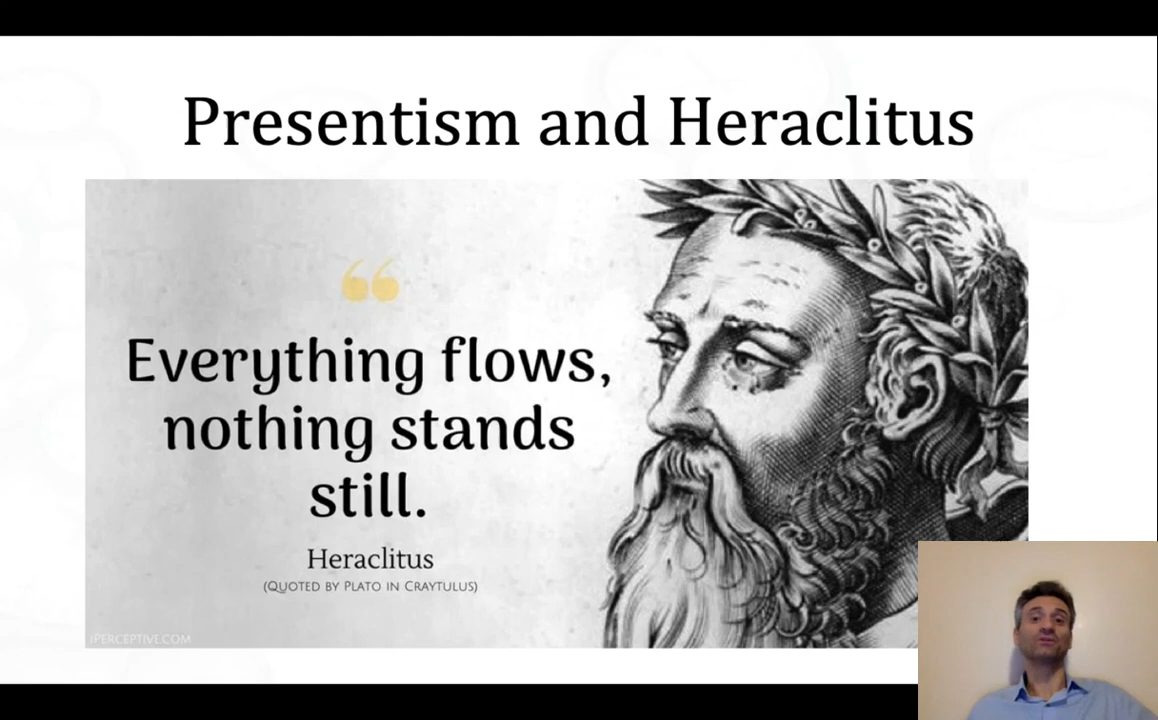 Presentism and Heraclitus
“
Everything flows,
nothing stands
still.
Heraclitus
(QUOTED BY PLATO IN CRAYTULUS)
iPERCEPTIVE.COM